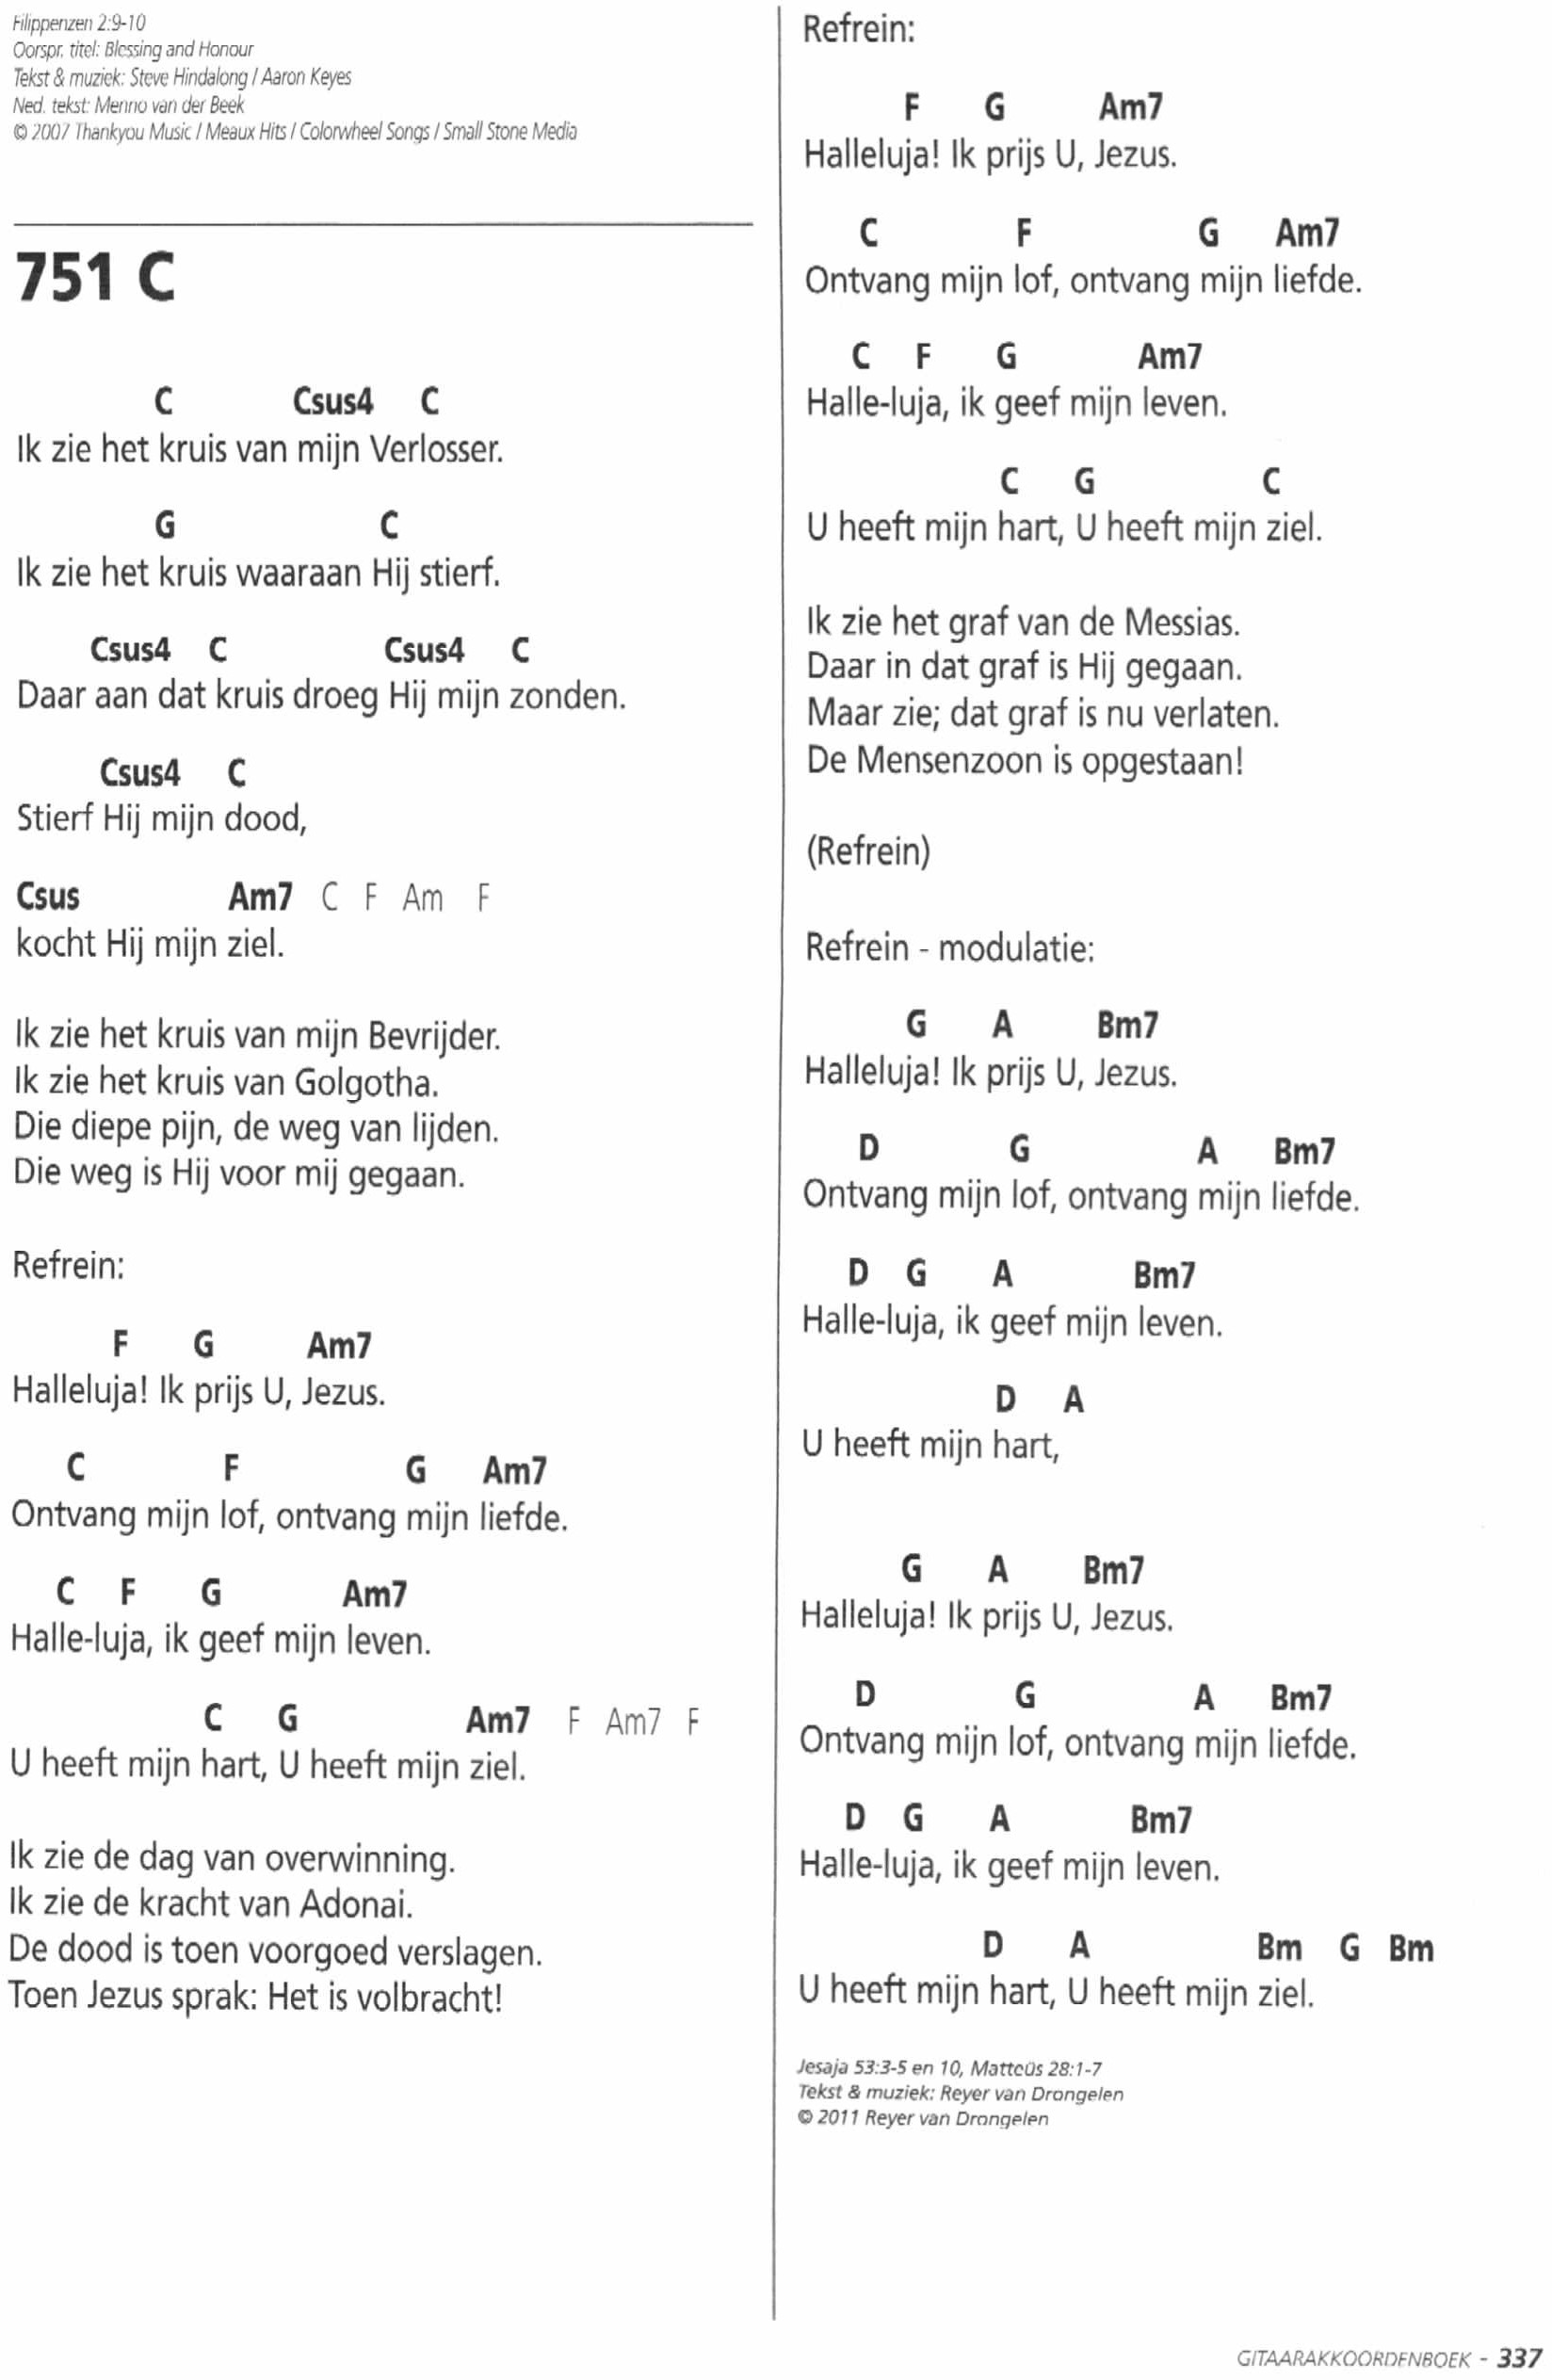 Filippenzen 2:9-10
Oorspr. titel: Blessing and Honour
Tekst & muziek: Steve Hindalong / Aaron Keyes
Ned. tekst: Menno van der Beek
© 2007 Thankyou Music / Meaux Hits / Colorwheel Songs / Small Stone Media
751 C
C Csus4 C
Ik zie het kruis van mijn Verlosser.
G C
Ik zie het kruis waaraan Hij stierf.
Csus4 C Csus4 C
Daar aan dat kruis droeg Hij mijn zonden.
Csus4 C
Stierf Hij mijn dood,
Csus Am7 C F Am F
kocht Hij mijn ziel.
Ik zie het kruis van mijn Bevrijder.
Ik zie het kruis van Golgotha.
Die diepe pijn, de weg van lijden.
Die weg is Hij voor mij gegaan.
Refrein:
F G Am7
Halleluja! Ik prijs U, Jezus.
C F G Am7
Ontvang mijn lof, ontvang mijn liefde.
C F G Am7
Halle-luja, ik geef mijn leven.
C G Am7 F Am7 F
U heeft mijn hart, U heeft mijn ziel.
Ik zie de dag van overwinning.
Ik zie de kracht van Adonai.
De dood is toen voorgoed verslagen.
Toen Jezus sprak: Het is volbracht!
Refrein:
F G Am7
Halleluja! Ik prijs U, Jezus.
C F G Am7
Ontvang mijn lof, ontvang mijn liefde.
C F G Am7
Halle-luja, ik geef mijn leven.
C G C
U heeft mijn hart, U heeft mijn ziel.
Ik zie het graf van de Messias.
Daar in dat graf is Hij gegaan.
Maar zie; dat graf is nu verlaten.
De Mensenzoon is opgestaan!
(Refrein)
Refrein - modulatie:
G A Bm7
Halleluja! Ik prijs U, Jezus.
D G A Bm7
Ontvang mijn lof, ontvang mijn liefde.
D G A Bm7
Halle-luja, ik geef mijn leven.
D A
U heeft mijn hart,
G A Bm7
Halleluja! Ik prijs U, Jezus.
D G A Bm7
Ontvang mijn lof, ontvang mijn liefde.
D G A Bm7
Halle-luja, ik geef mijn leven.
D A Bm G Bm
U heeft mijn hart, U heeft mijn ziel.
Jesaja 53:3-5 en 10, Matteüs 28:1-7
Tekst & muziek: Reyer van Drongelen
© 2011 Reyer van Drongelen
GITAARAKKOORDENBOEK - 337